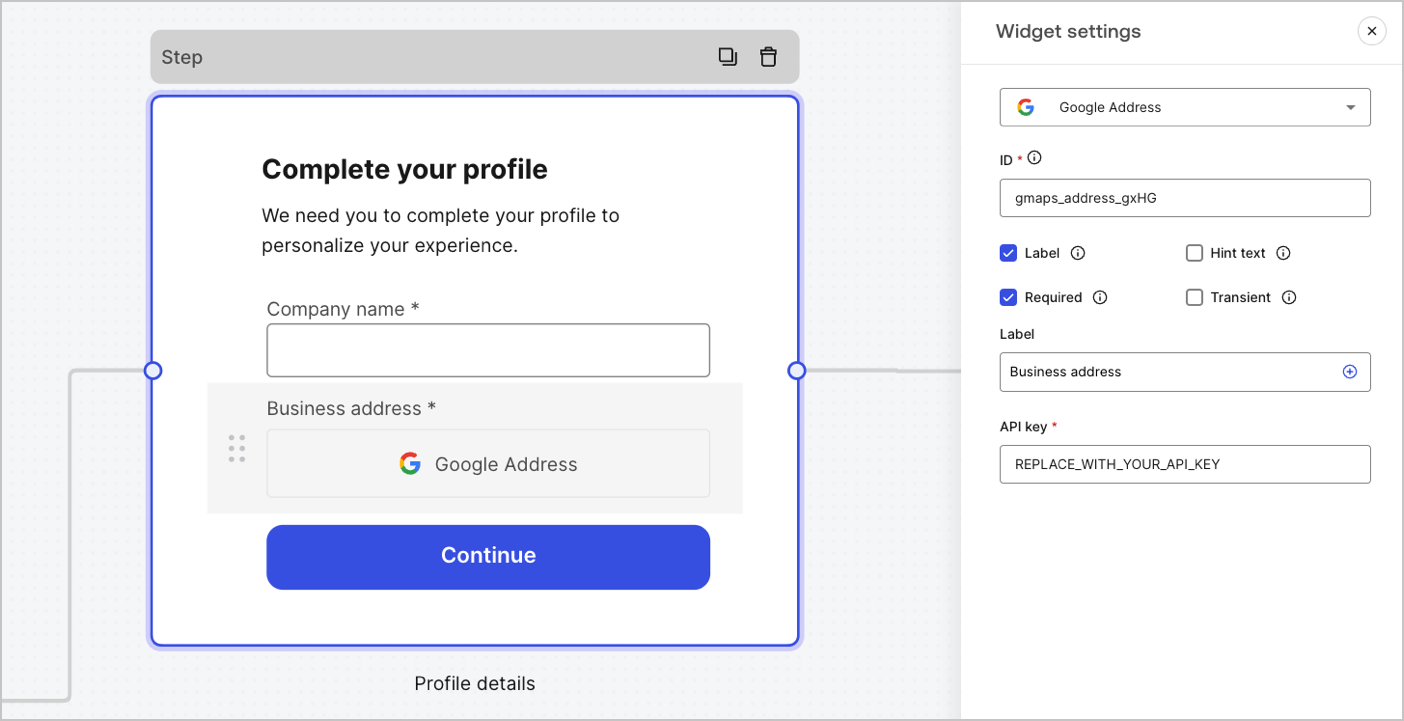 Step
Complete your profile
We need you to complete your profile to
personalize your experience.
Company name *
Business address *
Google Address
Continue
Profile details
Widget settings
Google Address
ID *
gmaps_address_gxHG
Label
Hint text
Required
Transient
Label
Business address
API key *
REPLACE_WITH_YOUR_API_KEY